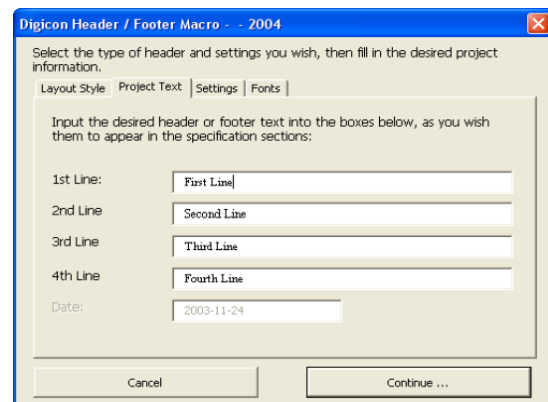 Digicon Header / Footer Macro - - 2004
Select the type of header and settings you wish, then fill in the desired project
information.
Layout Style Project Text Settings Fonts
Input the desired header or footer text into the boxes below, as you wish
them to appear in the specification sections:
1st Line: First Line
2nd Line Second Line
3rd Line Third Line
4th Line Fourth Line
Date: 2003-11-24
Cancel Continue ...